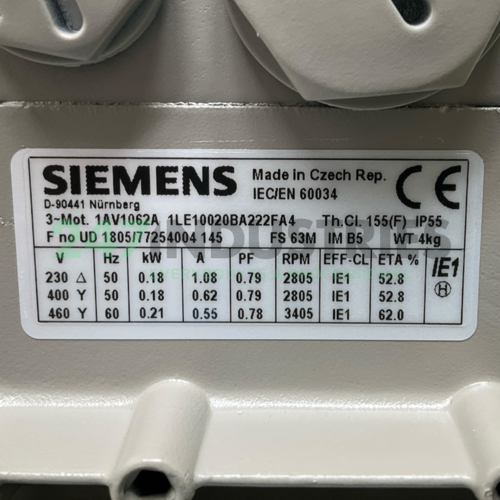 SIEMENS
Made in Czech Rep.
D-90441 Nürnberg
IEC/EN 60034
CE
3~Mot. 1AV1062A 1LE10020BA222FA4 Th.Cl. 155(F) IP55
F no UD 1805/77254004 145 FS 63M IM B5 WT 4kg
V Hz kW A PF RPM EFF-CL ETA % IE1
230 Δ 50 0.18 1.08 0.79 2805 IE1 52.8
400 Y 50 0.18 0.62 0.79 2805 IE1 52.8
460 Y 60 0.21 0.55 0.78 3405 IE1 62.0
H
INDUSTRIES